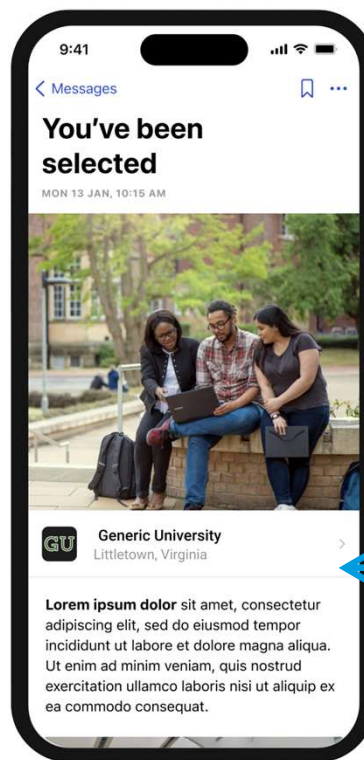 9:41
Messages
You've been
selected
MON 13 JAN, 10:15 AM
GU
Generic University
Littletown, Virginia
Lorem ipsum dolor sit amet, consectetur
adipiscing elit, sed do eiusmod tempor
incididunt ut labore et dolore magna aliqua.
Ut enim ad minim veniam, quis nostrud
exercitation ullamco laboris nisi ut aliquip ex
ea commodo consequat.